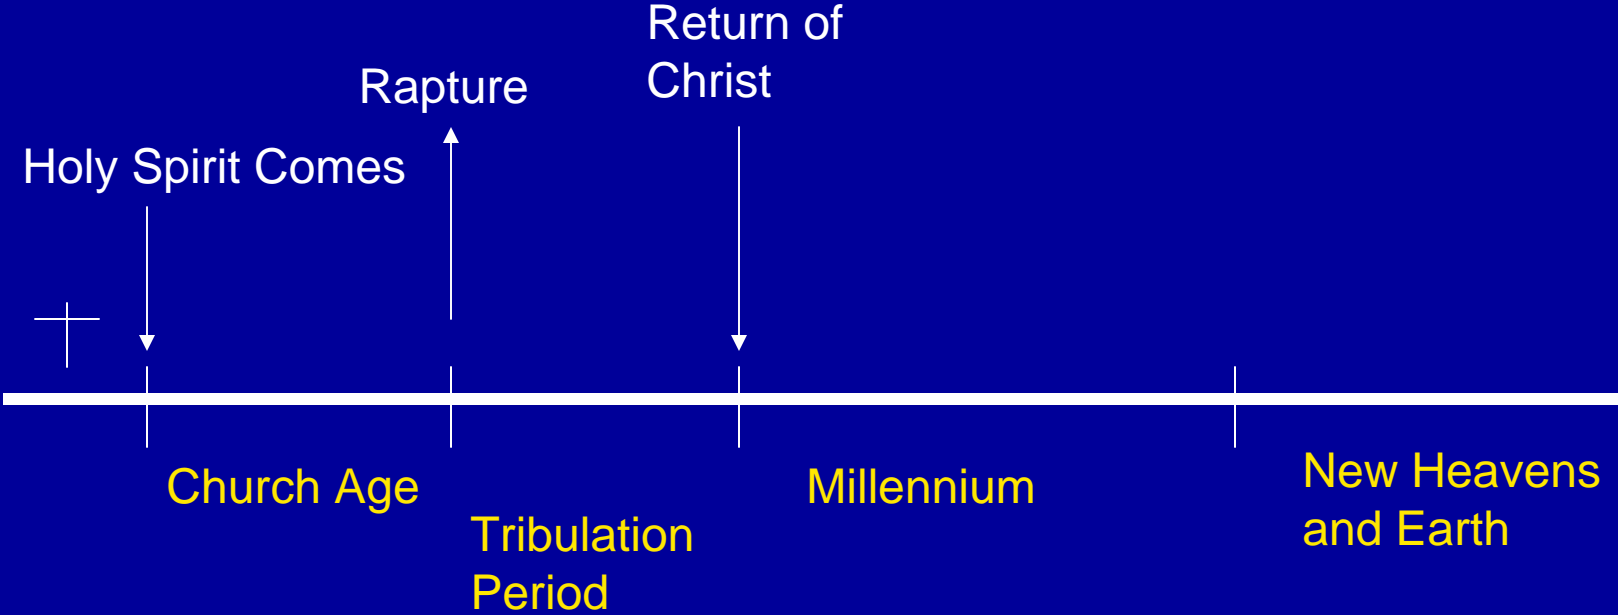 Return of
Christ
Rapture
Holy Spirit Comes
Church Age
Tribulation
Period
Millennium
New Heavens
and Earth